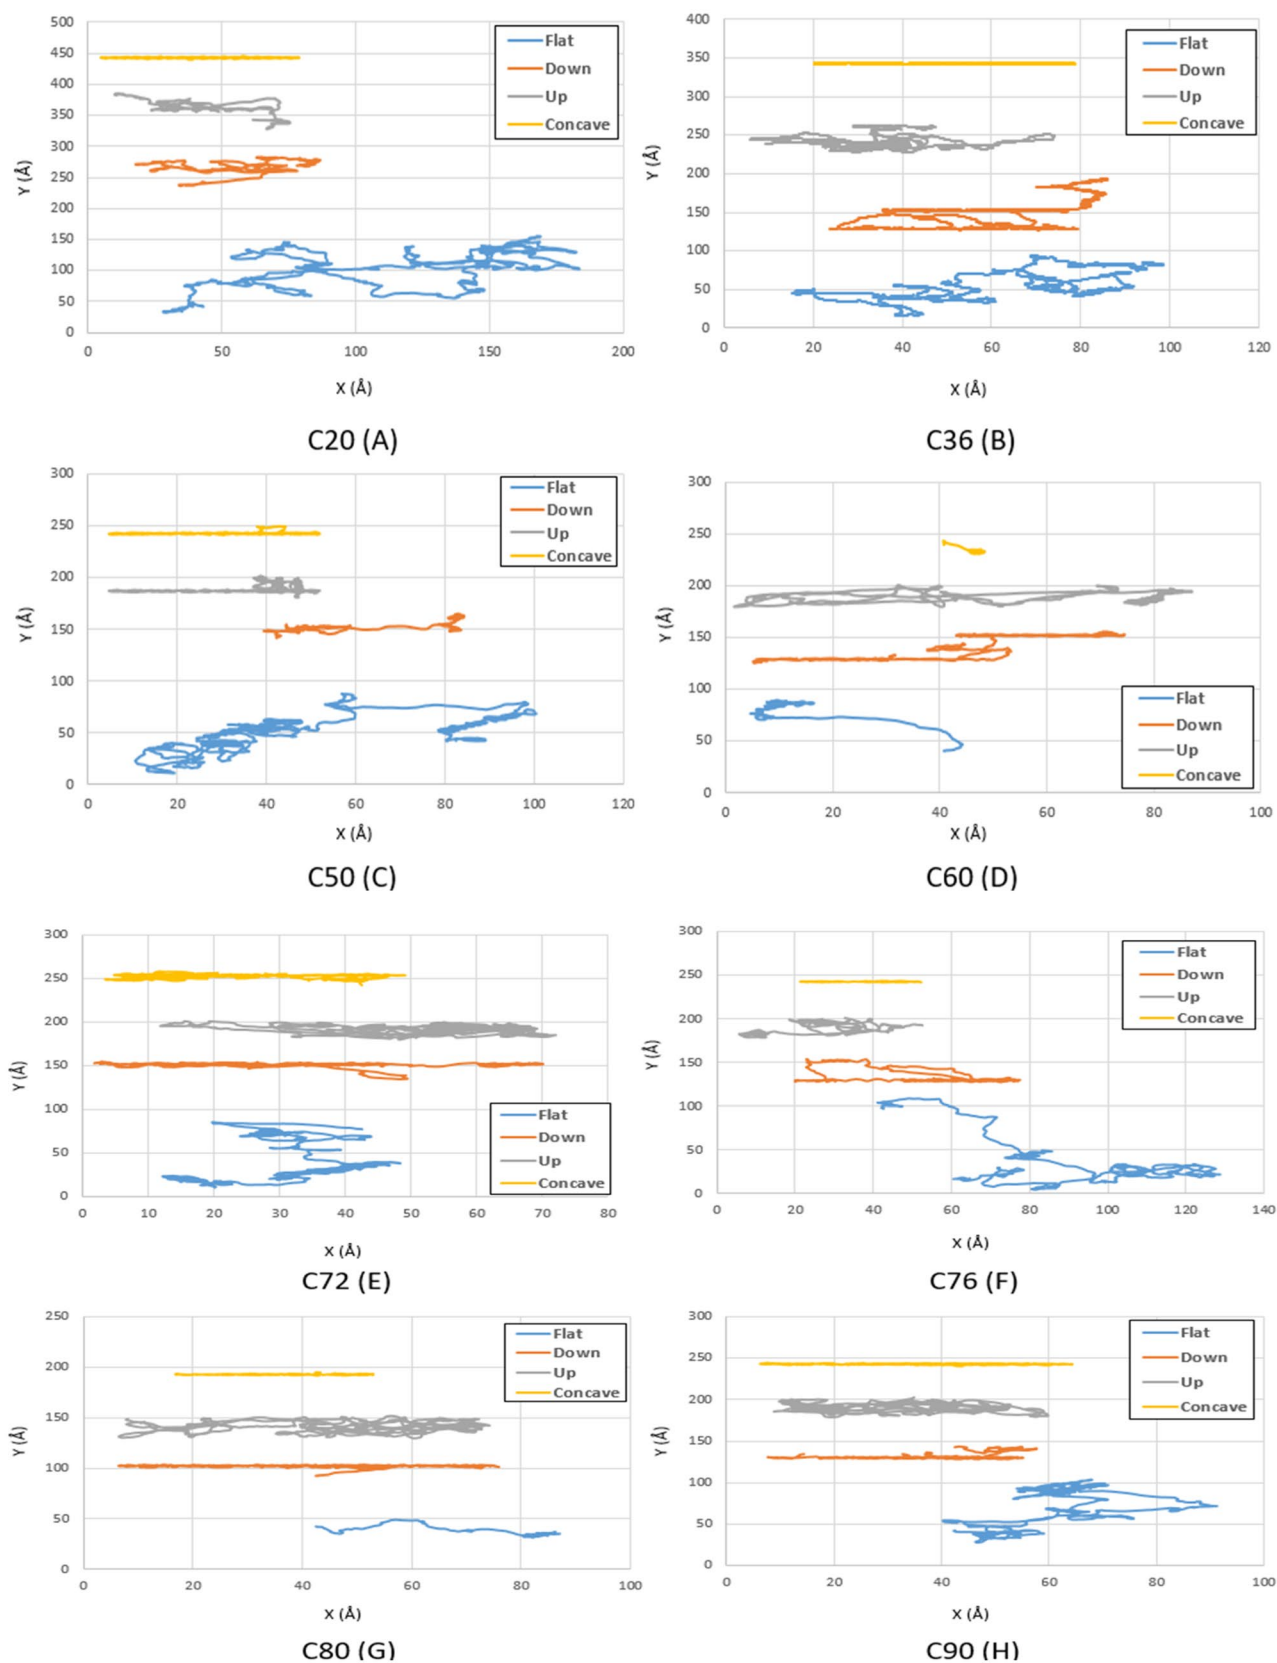 500
450
400
350
300
250
200
150
100
50
0
Y (Å)
0 50 100 150 200
X (Å)
Flat
Down
Up
Concave
C20 (A)
400
350
300
250
200
150
100
50
0
Y (Å)
0 20 40 60 80 100 120
X (Å)
Flat
Down
Up
Concave
C36 (B)
300
250
200
150
100
50
0
Y (Å)
0 20 40 60 80 100 120
X (Å)
Flat
Down
Up
Concave
C50 (C)
300
250
200
150
100
50
0
Y (Å)
0 20 40 60 80 100
X (Å)
Flat
Down
Up
Concave
C60 (D)
300
250
200
150
100
50
0
Y (Å)
0 10 20 30 40 50 60 70 80
X (Å)
Flat
Down
Up
Concave
C72 (E)
300
250
200
150
100
50
0
Y (Å)
0 20 40 60 80 100 120 140
X (Å)
Flat
Down
Up
Concave
C76 (F)
250
200
150
100
50
0
Y (Å)
0 20 40 60 80 100
X (Å)
Flat
Down
Up
Concave
C80 (G)
300
250
200
150
100
50
0
Y (Å)
0 20 40 60 80 100
X (Å)
Flat
Down
Up
Concave
C90 (H)